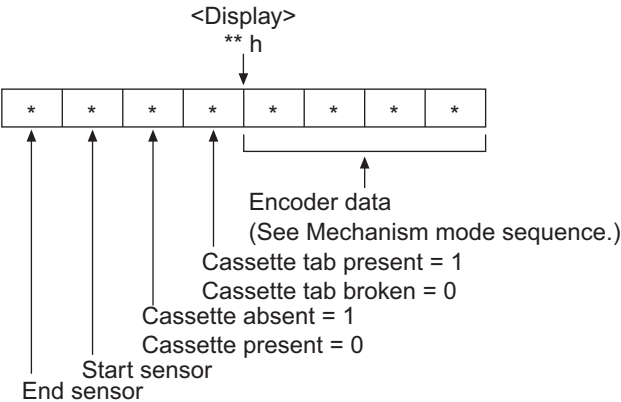 <Display>
** h
* * * * * * * *
Encoder data
(See Mechanism mode sequence.)
Cassette tab present = 1
Cassette tab broken = 0
Cassette absent = 1
Cassette present = 0
Start sensor
End sensor